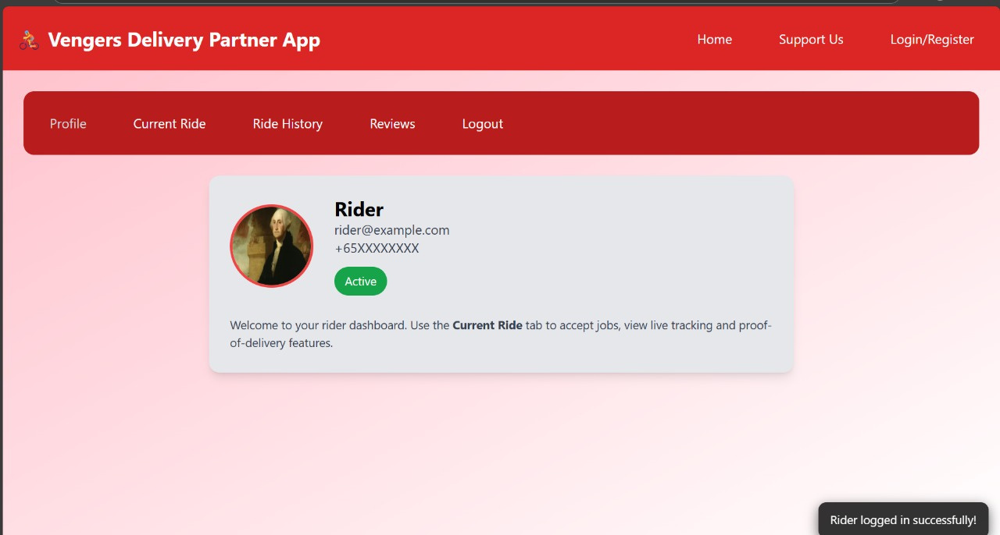 Vengers Delivery Partner App
Home
Support Us
Login/Register
Profile
Current Ride
Ride History
Reviews
Logout
Rider
rider@example.com
+65XXXXXXXX
Active
Welcome to your rider dashboard. Use the Current Ride tab to accept jobs, view live tracking and proof-
of-delivery features.
Rider logged in successfully!